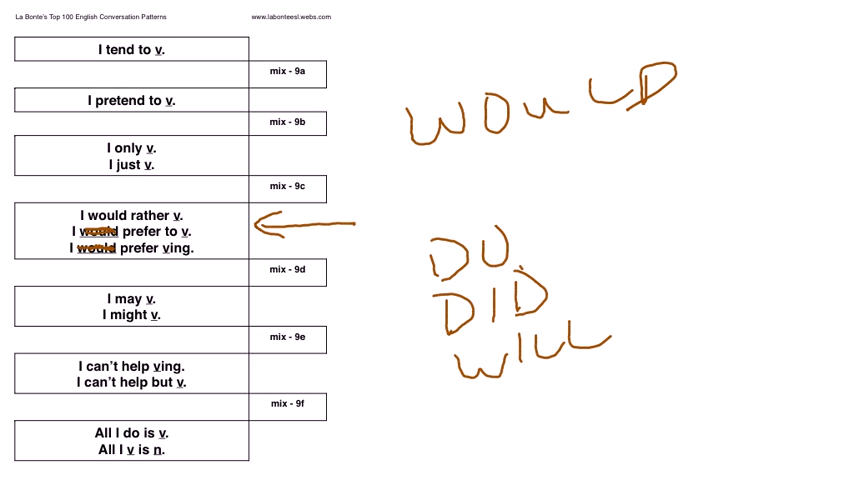 La Bonte's Top 100 English Conversation Patterns
www.labonteesl.webs.com
I tend to v.
mix - 9a
I pretend to v.
mix - 9b
I only v.
I just v.
mix - 9c
I would rather v.
I would prefer to v.
I would prefer ving.
mix - 9d
I may v.
I might v.
mix - 9e
I can't help ving.
I can't help but v.
mix - 9f
All I do is v.
All I v is n.
WOULD
DO
DID
WILL